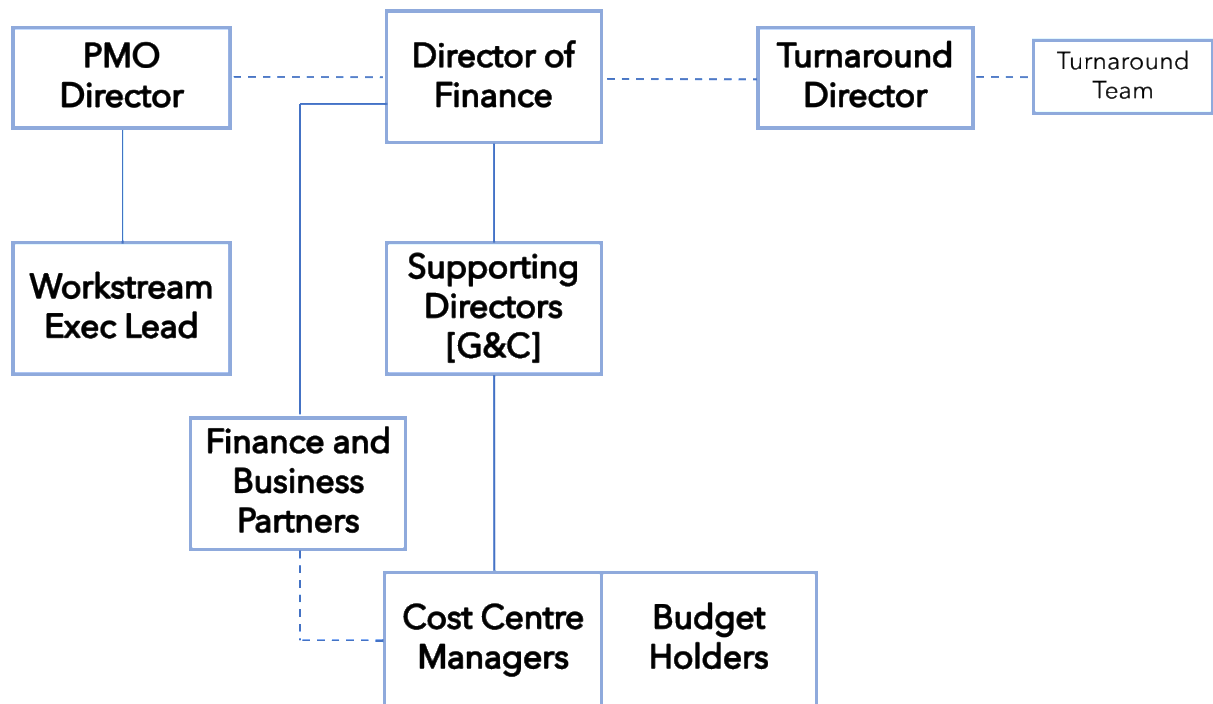 PMO
Director
Director of
Finance
Turnaround
Director
Turnaround
Team
Workstream
Exec Lead
Supporting
Directors
[G&C]
Finance and
Business
Partners
Cost Centre
Managers
Budget
Holders